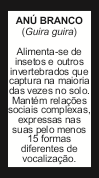 ANÚ BRANCO
(Guira guira)
Alimenta-se de
insetos e outros
invertebrados que
captura na maioria
das vezes no solo.
Mantém relações
sociais complexas,
expressas nas
suas pelo menos
15 formas
diferentes de
vocalização.